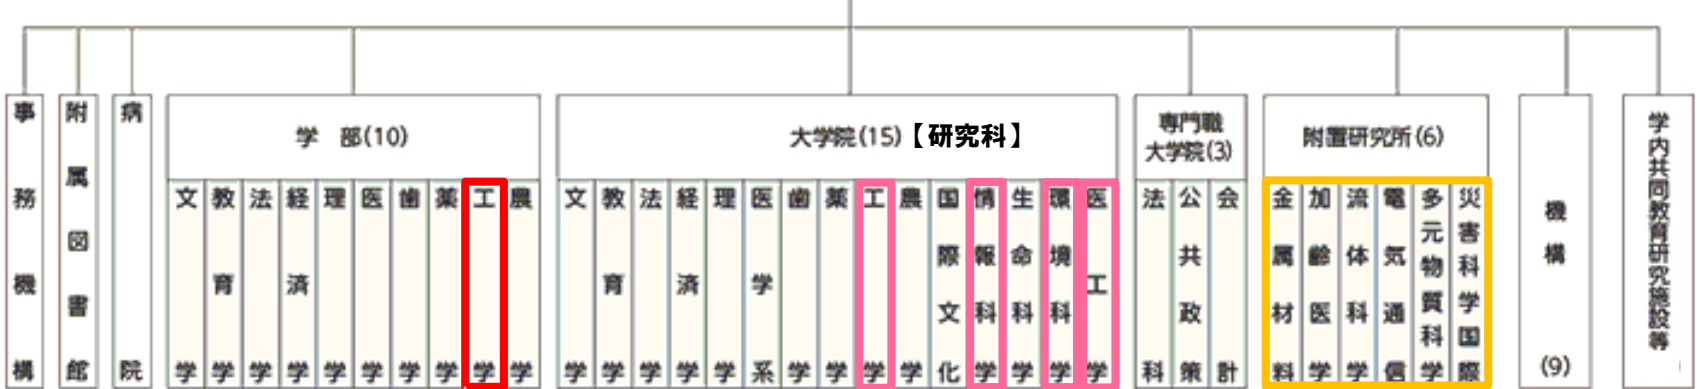 事務機構
附属図書館
病院
学 部(10)
文学
教育学
法学
経済学
理学
医学
歯学
薬学
工学
農学
大学院(15)【研究科】
文学
教育学
法学
経済学
理学
医学系
歯学
薬学
工学
農学
国際文化
情報科学
生命科学
環境科学
医工学
専門職
大学院(3)
法科
公共政策
会計
附置研究所(6)
金属材料
加齢医学
流体科学
電気通信
多元物質科学
災害科学国際
機構(9)
学内共同教育研究施設等